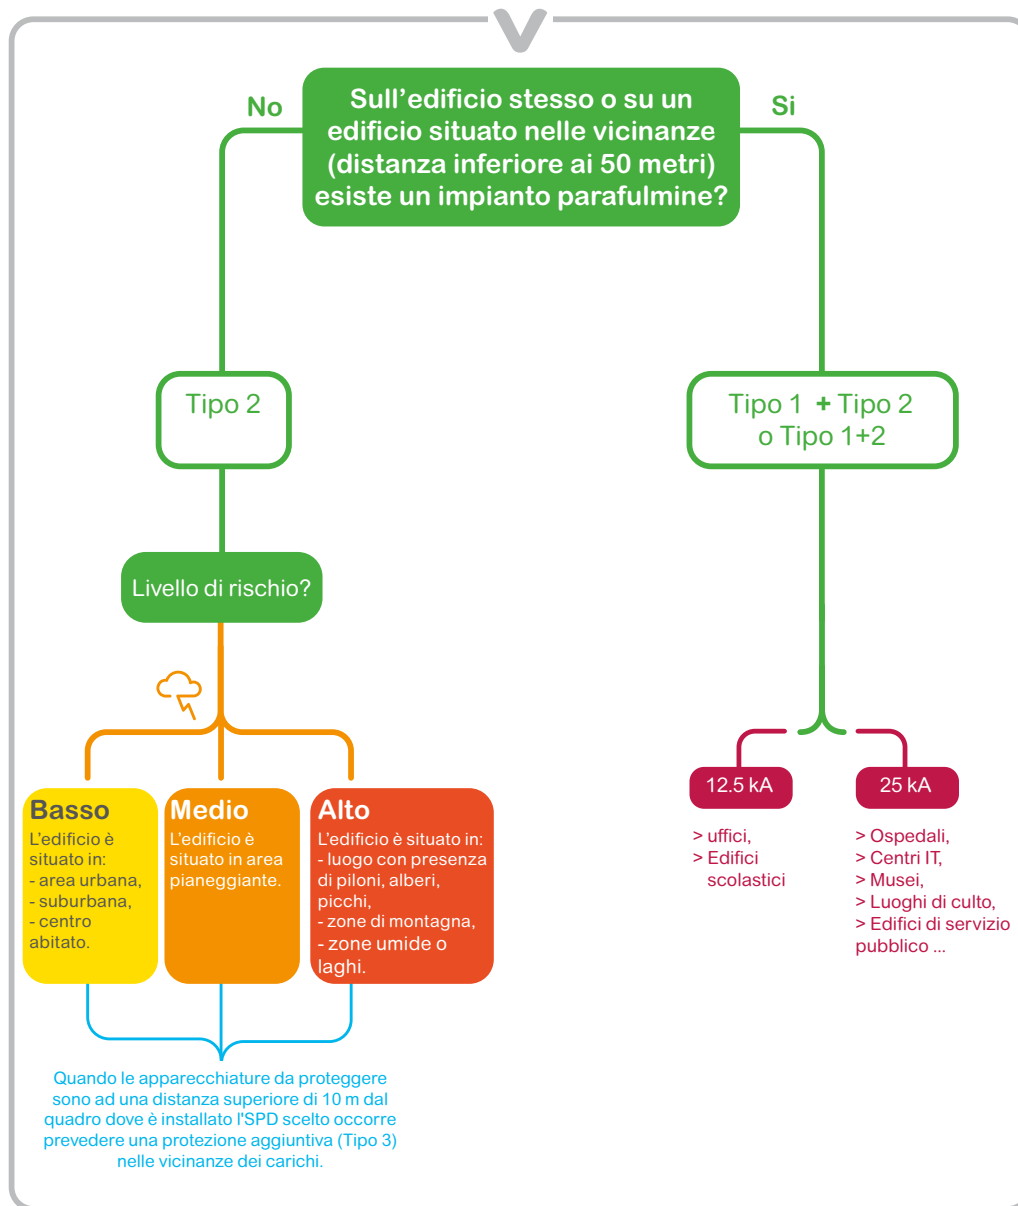 No
Sull'edificio stesso o su un
edificio situato nelle vicinanze
(distanza inferiore ai 50 metri)
esiste un impianto parafulmine?
Si
Tipo 2
Tipo 1 + Tipo 2
o Tipo 1+2
Livello di rischio?
Basso
L'edificio è
situato in:
- area urbana,
- suburbana,
- centro
abitato.
Medio
L'edificio è
situato in area
pianeggiante.
Alto
L'edificio è situato in:
- luogo con presenza
di piloni, alberi,
picchi,
- zone di montagna,
- zone umide o
laghi.
12.5 kA
> uffici,
> Edifici
scolastici
25 kA
> Ospedali,
> Centri IT,
> Musei,
> Luoghi di culto,
> Edifici di servizio
pubblico ...
Quando le apparecchiature da proteggere
sono ad una distanza superiore di 10 m dal
quadro dove è installato l'SPD scelto occorre
prevedere una protezione aggiuntiva (Tipo 3)
nelle vicinanze dei carichi.